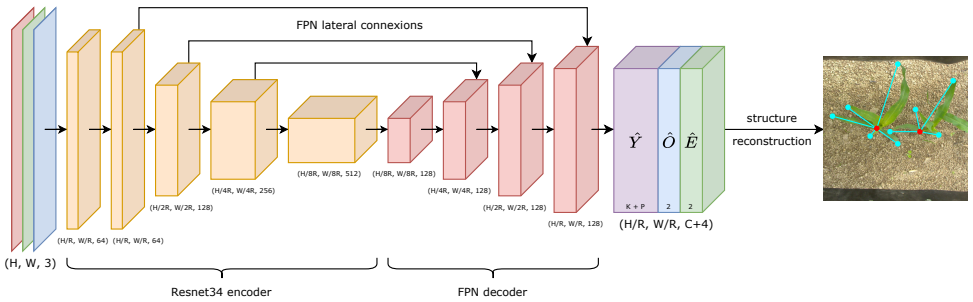 FPN lateral connexions
(H, W, 3)
(H/R, W/R, 64)
(H/R, W/R, 64)
(H/2R, W/2R, 128)
(H/4R, W/4R, 256)
(H/8R, W/8R, 512)
(H/8R, W/8R, 128)
(H/4R, W/4R, 128)
(H/2R, W/2R, 128)
(H/R, W/R, 128)
Ŷ
Ô
Ê
K + P
2
2
(H/R, W/R, C+4)
structure
reconstruction
Resnet34 encoder
FPN decoder